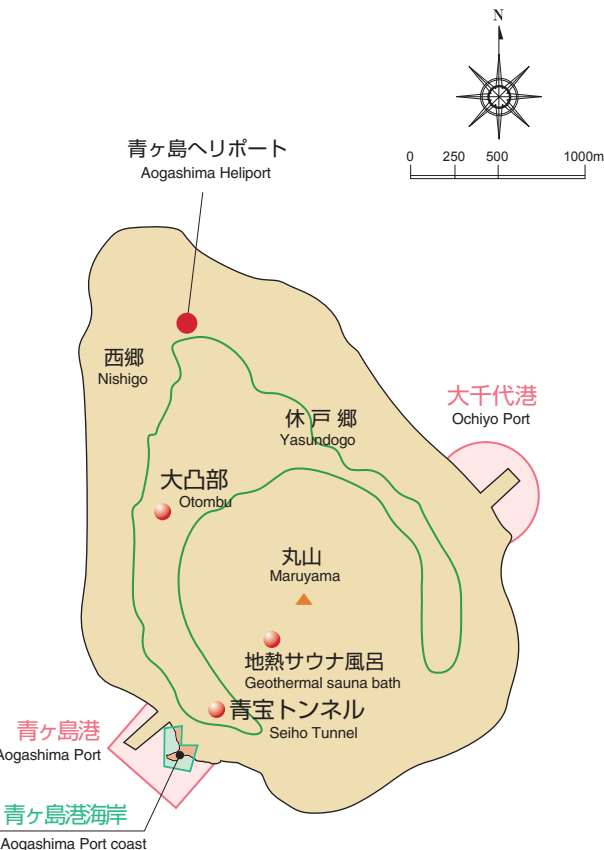 N
0 250 500 1000m
青ヶ島ヘリポート
Aogashima Heliport
西郷
Nishigo
大千代港
Ochiyo Port
休戸郷
Yasundogo
大凸部
Otombu
丸山
Maruyama
地熱サウナ風呂
Geothermal sauna bath
青宝トンネル
Seiho Tunnel
青ヶ島港
Aogashima Port
青ヶ島港海岸
Aogashima Port coast